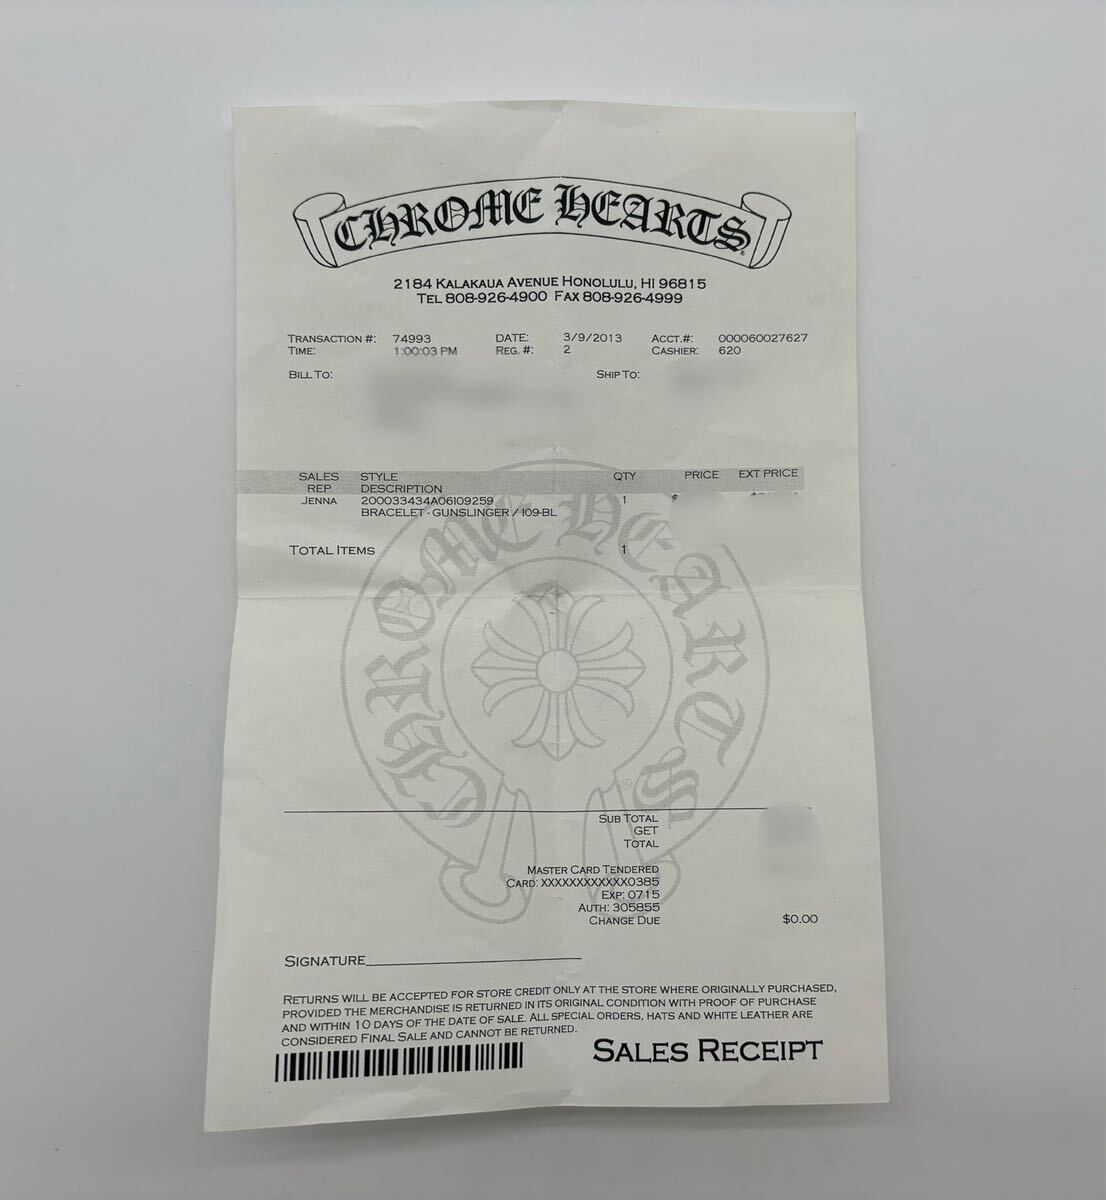 CHROME HEARTS
2184 KALAKAUA AVENUE HONOLULU, HI 96815
TEL 808-926-4900 FAX 808-926-4999
TRANSACTION #: 74993 DATE: 3/9/2013 ACCT.#: 000060027627
TIME: 1:00:03 PM REG. #: 2 CASHIER: 620
BILL TO: SHIP TO:
SALES STYLE QTY PRICE EXT PRICE
REP DESCRIPTION
JENNA 200033434A06I09259 1 $
BRACELET - GUNSLINGER / I09-BL
TOTAL ITEMS 1
CHROME HEARTS
SUB TOTAL
GET
TOTAL
MASTER CARD TENDERED
CARD: XXXXXXXXXXXX0385
EXP: 0715
AUTH: 305855
CHANGE DUE $0.00
SIGNATURE
RETURNS WILL BE ACCEPTED FOR STORE CREDIT ONLY AT THE STORE WHERE ORIGINALLY PURCHASED,
PROVIDED THE MERCHANDISE IS RETURNED IN ITS ORIGINAL CONDITION WITH PROOF OF PURCHASE
AND WITHIN 10 DAYS OF THE DATE OF SALE. ALL SPECIAL ORDERS, HATS AND WHITE LEATHER ARE
CONSIDERED FINAL SALE AND CANNOT BE RETURNED.
SALES RECEIPT